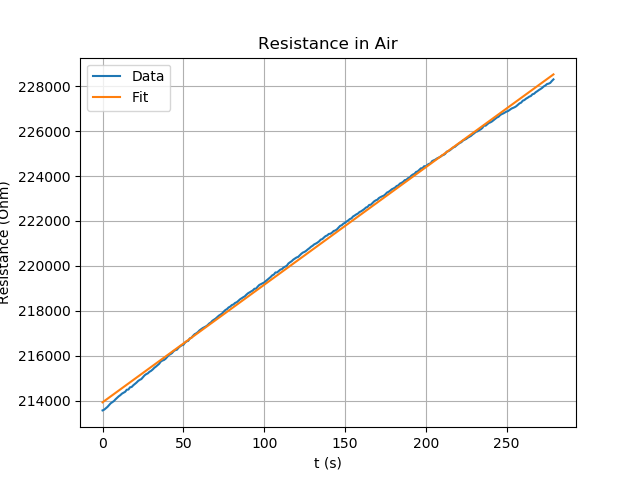 Resistance in Air
Data
Fit
228000
226000
224000
222000
220000
218000
216000
214000
Resistance (Ohm)
0 50 100 150 200 250
t (s)